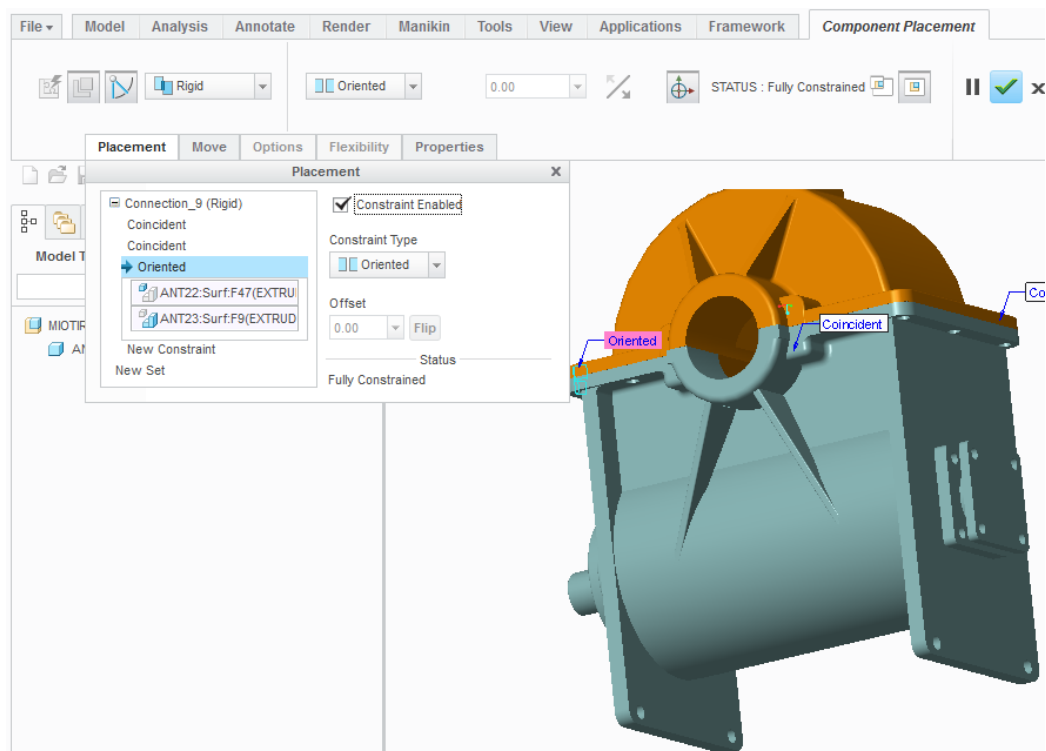 File Model Analysis Annotate Render Manikin Tools View Applications Framework Component Placement
Rigid Oriented 0.00 STATUS : Fully Constrained
Placement Move Options Flexibility Properties
Placement
Connection_9 (Rigid)
Constraint Enabled
Coincident
Coincident
Constraint Type
Oriented
Oriented
ANT22:Surf:F47(EXTRU
Offset
ANT23:Surf:F9(EXTRUD
0.00 Flip
New Constraint
Status
New Set
Fully Constrained
Model T
MIOTIR
AN
Co
Coincident
Oriented